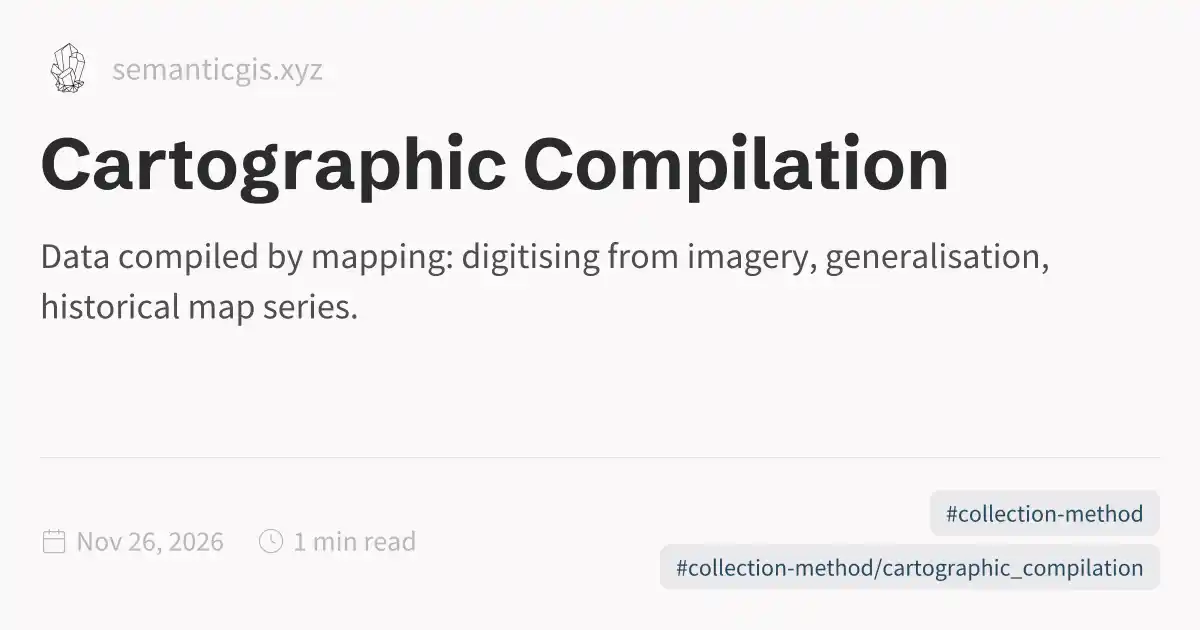 semanticgis.xyz
Cartographic Compilation
Data compiled by mapping: digitising from imagery, generalisation,
historical map series.
Nov 26, 2026
1 min read
#collection-method
#collection-method/cartographic_compilation